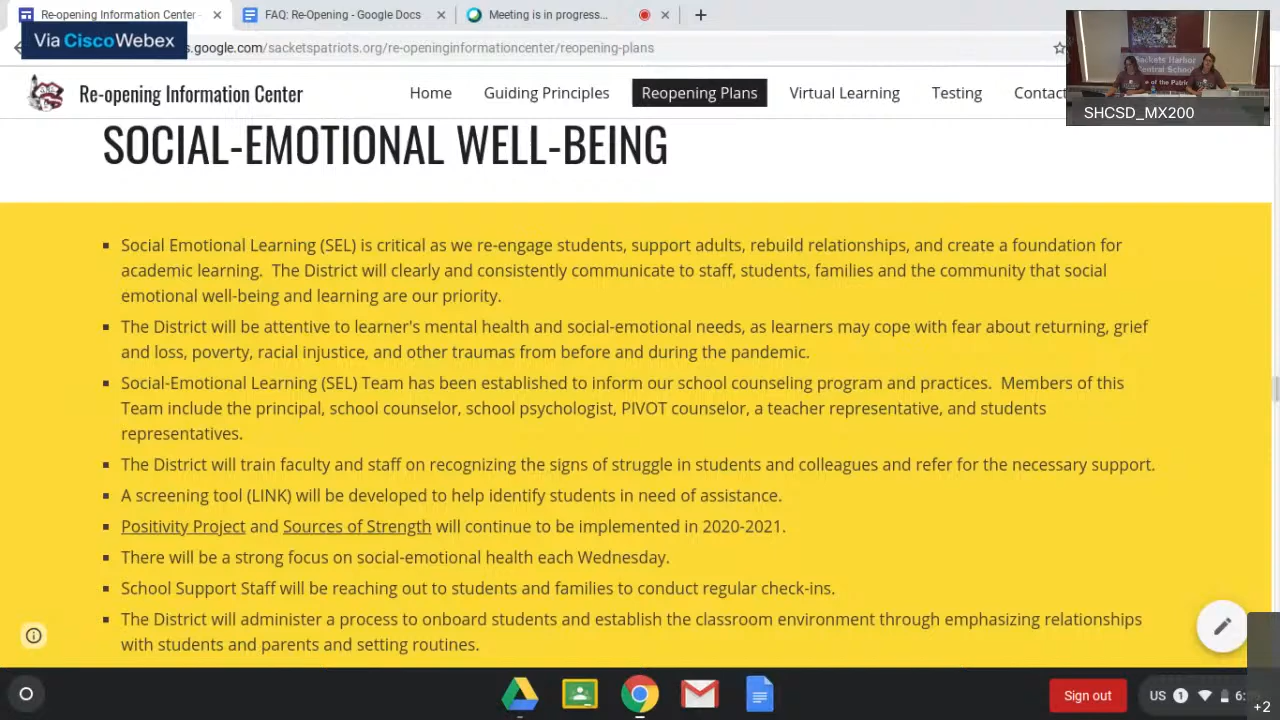 Re-opening Information Center -
FAQ: Re-Opening - Google Docs
Meeting is in progress...
Via Cisco Webex
s.google.com/sacketspatriots.org/re-openinginformationcenter/reopening-plans
Re-opening Information Center
Home
Guiding Principles
Reopening Plans
Virtual Learning
Testing
Contact
Sackets Harbor
Central School
of the Patriots
SHCSD_MX200
SOCIAL-EMOTIONAL WELL-BEING
Social Emotional Learning (SEL) is critical as we re-engage students, support adults, rebuild relationships, and create a foundation for
academic learning. The District will clearly and consistently communicate to staff, students, families and the community that social
emotional well-being and learning are our priority.
The District will be attentive to learner's mental health and social-emotional needs, as learners may cope with fear about returning, grief
and loss, poverty, racial injustice, and other traumas from before and during the pandemic.
Social-Emotional Learning (SEL) Team has been established to inform our school counseling program and practices. Members of this
Team include the principal, school counselor, school psychologist, PIVOT counselor, a teacher representative, and students
representatives.
The District will train faculty and staff on recognizing the signs of struggle in students and colleagues and refer for the necessary support.
A screening tool (LINK) will be developed to help identify students in need of assistance.
Positivity Project and Sources of Strength will continue to be implemented in 2020-2021.
There will be a strong focus on social-emotional health each Wednesday.
School Support Staff will be reaching out to students and families to conduct regular check-ins.
The District will administer a process to onboard students and establish the classroom environment through emphasizing relationships
with students and parents and setting routines.
Sign out
US
1
6:
+2